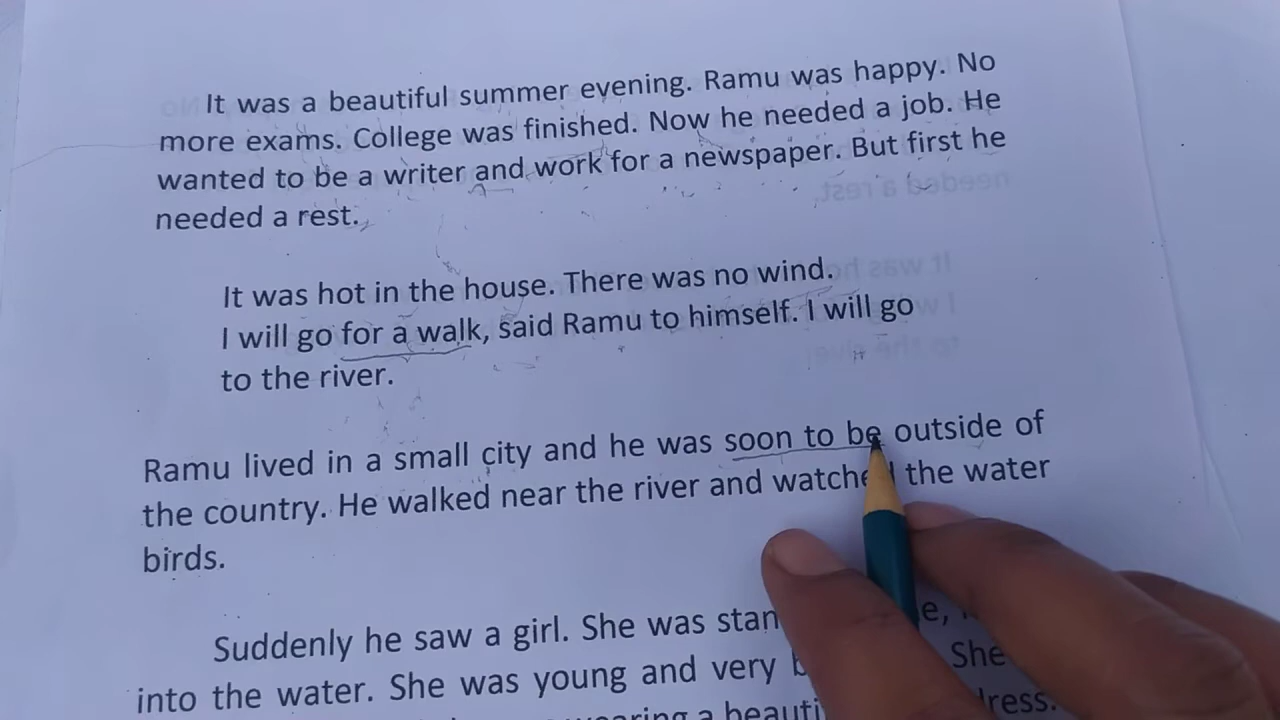 It was a beautiful summer evening. Ramu was happy. No
more exams. College was finished. Now he needed a job. He
wanted to be a writer and work for a newspaper. But first he
needed a rest.
It was hot in the house. There was no wind.
I will go for a walk, said Ramu to himself. I will go
to the river.
Ramu lived in a small city and he was soon to be outside of
the country. He walked near the river and watched the water
birds.
Suddenly he saw a girl. She was
into the water. She was young and very She
a